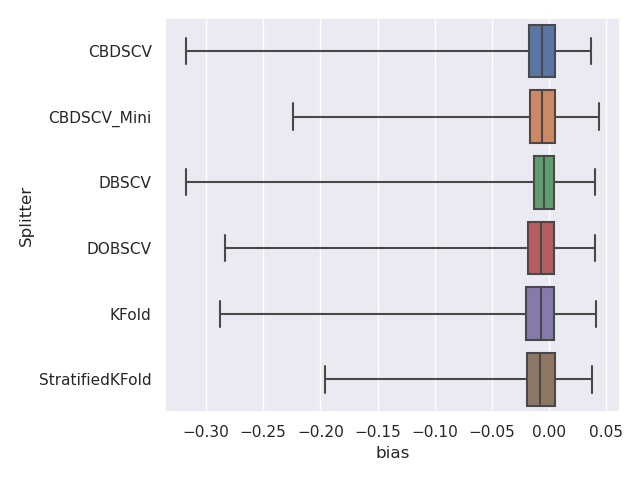 CBDSCV
CBDSCV_Mini
DBSCV
DOBSCV
KFold
StratifiedKFold
Splitter
−0.30 −0.25 −0.20 −0.15 −0.10 −0.05 0.00 0.05
bias